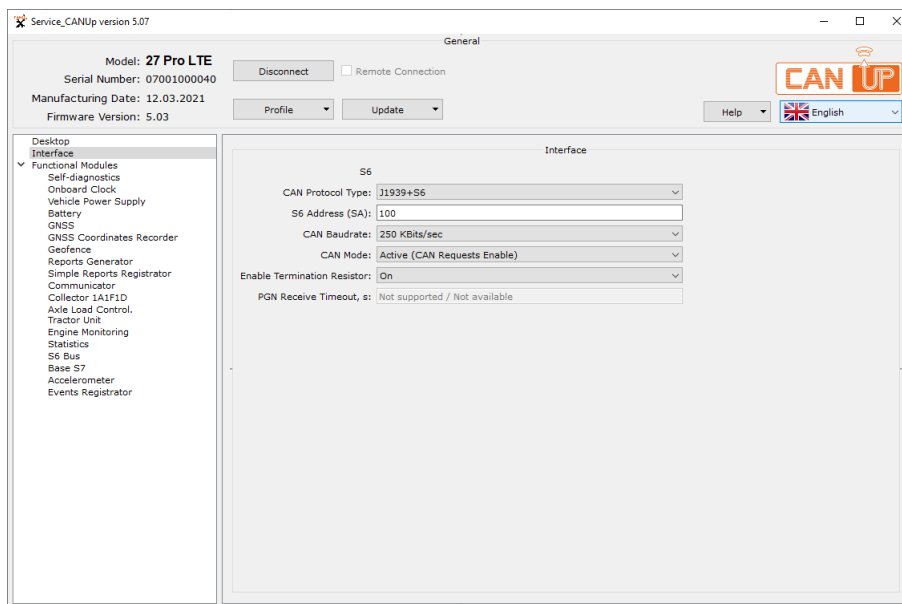 Service_CANUp version 5.07
General
Model: 27 Pro LTE
Serial Number: 07001000040
Manufacturing Date: 12.03.2021
Firmware Version: 5.03
Disconnect
Remote Connection
Profile
Update
CAN UP
Help
English
Desktop
Interface
Functional Modules
Self-diagnostics
Onboard Clock
Vehicle Power Supply
Battery
GNSS
GNSS Coordinates Recorder
Geofence
Reports Generator
Simple Reports Registrator
Communicator
Collector 1A1F1D
Axle Load Control.
Tractor Unit
Engine Monitoring
Statistics
S6 Bus
Base S7
Accelerometer
Events Registrator
Interface
S6
CAN Protocol Type: J1939+S6
S6 Address (SA): 100
CAN Baudrate: 250 KBits/sec
CAN Mode: Active (CAN Requests Enable)
Enable Termination Resistor: On
PGN Receive Timeout, s: Not supported / Not available